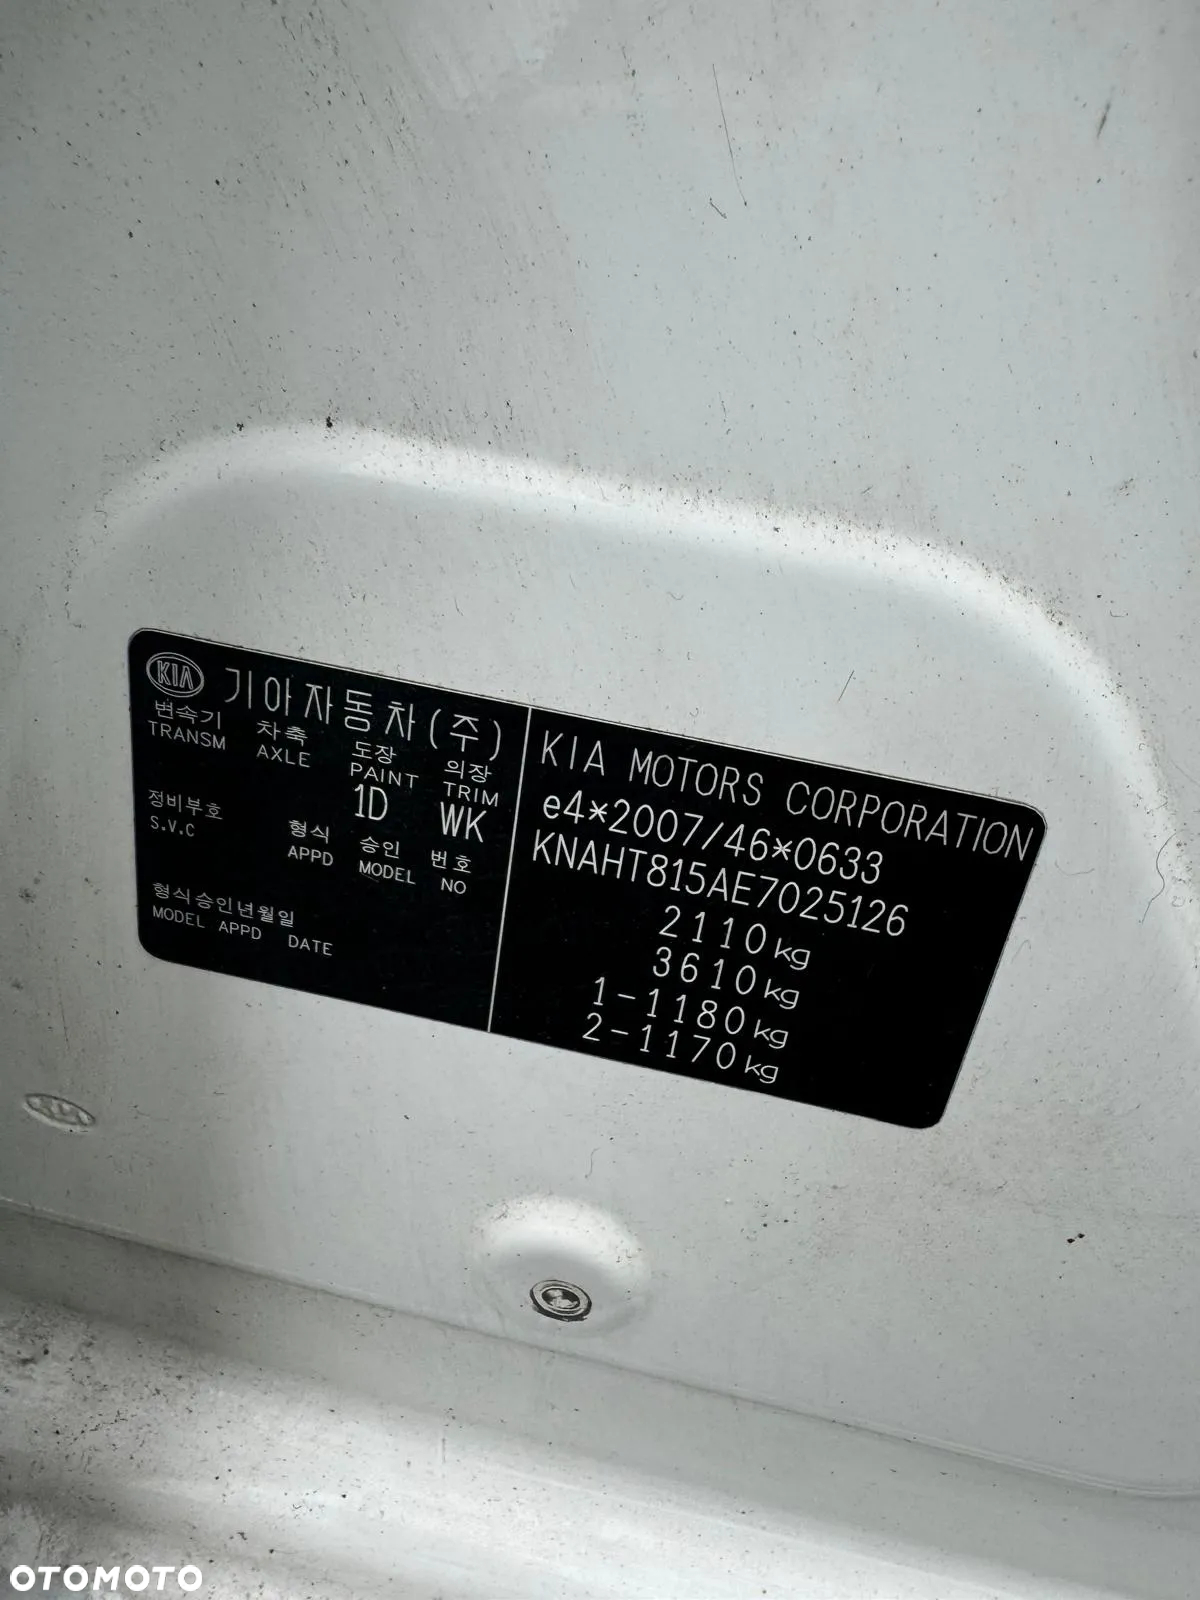 KIA 기아자동차(주)
변속기 차축 도장 의장
TRANSM AXLE PAINT TRIM
1D WK
정비부호 형식 승인 번호
S.V.C APPD MODEL NO
형식승인년월일
MODEL APPD DATE
KIA MOTORS CORPORATION
e4*2007/46*0633
KNAHT815AE7025126
2110kg
3610kg
1-1180kg
2-1170kg
OTOMOTO